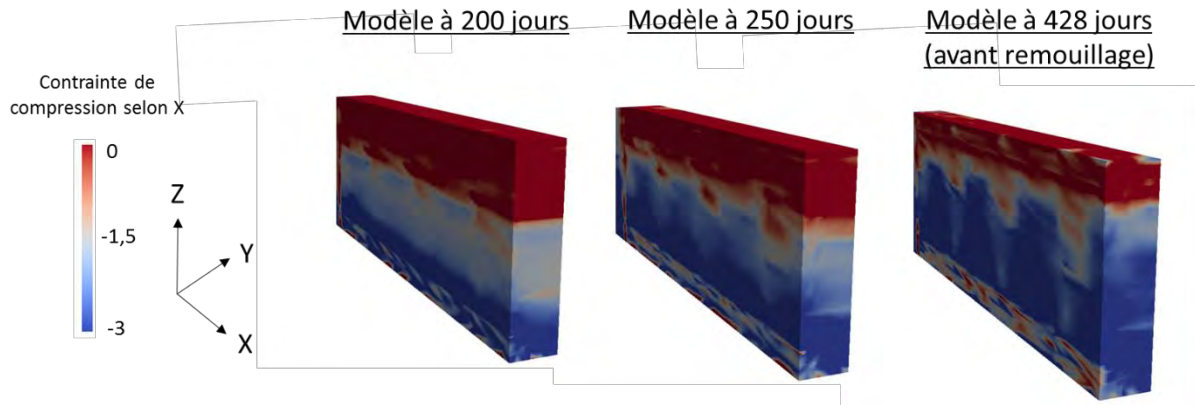 Modèle à 200 jours
Modèle à 250 jours
Modèle à 428 jours
(avant remouillage)
Contrainte de
compression selon X
0
-1,5
-3
Z
Y
X